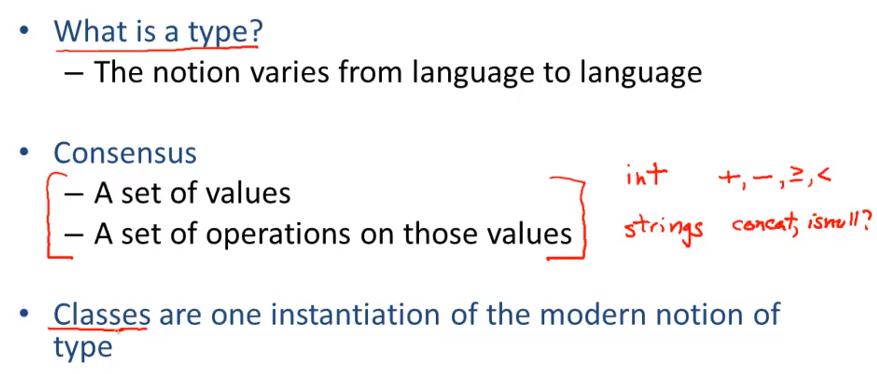 • What is a type?
– The notion varies from language to language
• Consensus
– A set of values
– A set of operations on those values
int +, -, ≥, <
strings concat, isnull?
• Classes are one instantiation of the modern notion of
type